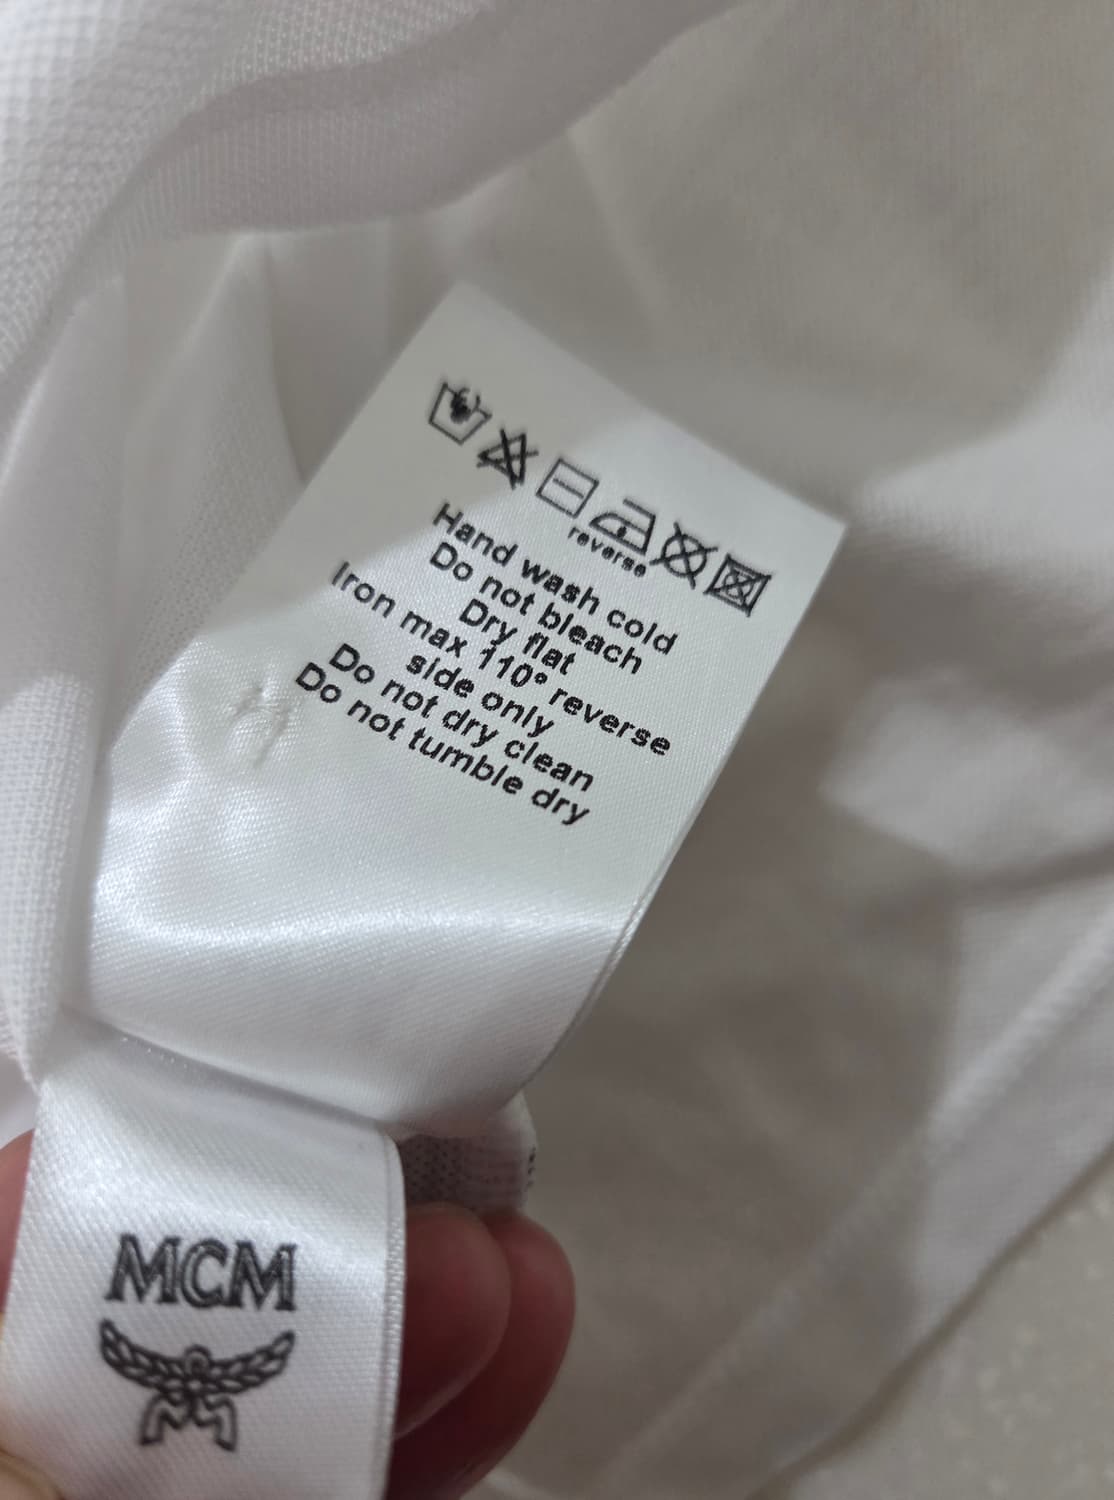 reverse
Hand wash cold
Do not bleach
Dry flat
Iron max 110° reverse
side only
Do not dry clean
Do not tumble dry
MCM